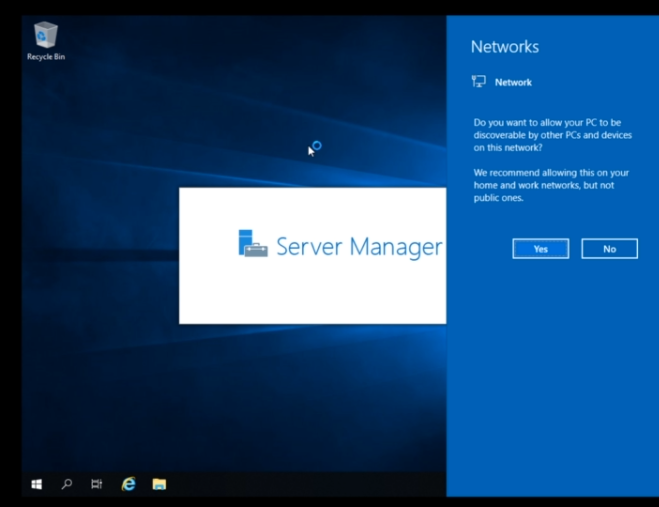 Recycle Bin
Server Manager
Networks
Network
Do you want to allow your PC to be
discoverable by other PCs and devices
on this network?
We recommend allowing this on your
home and work networks, but not
public ones.
Yes
No